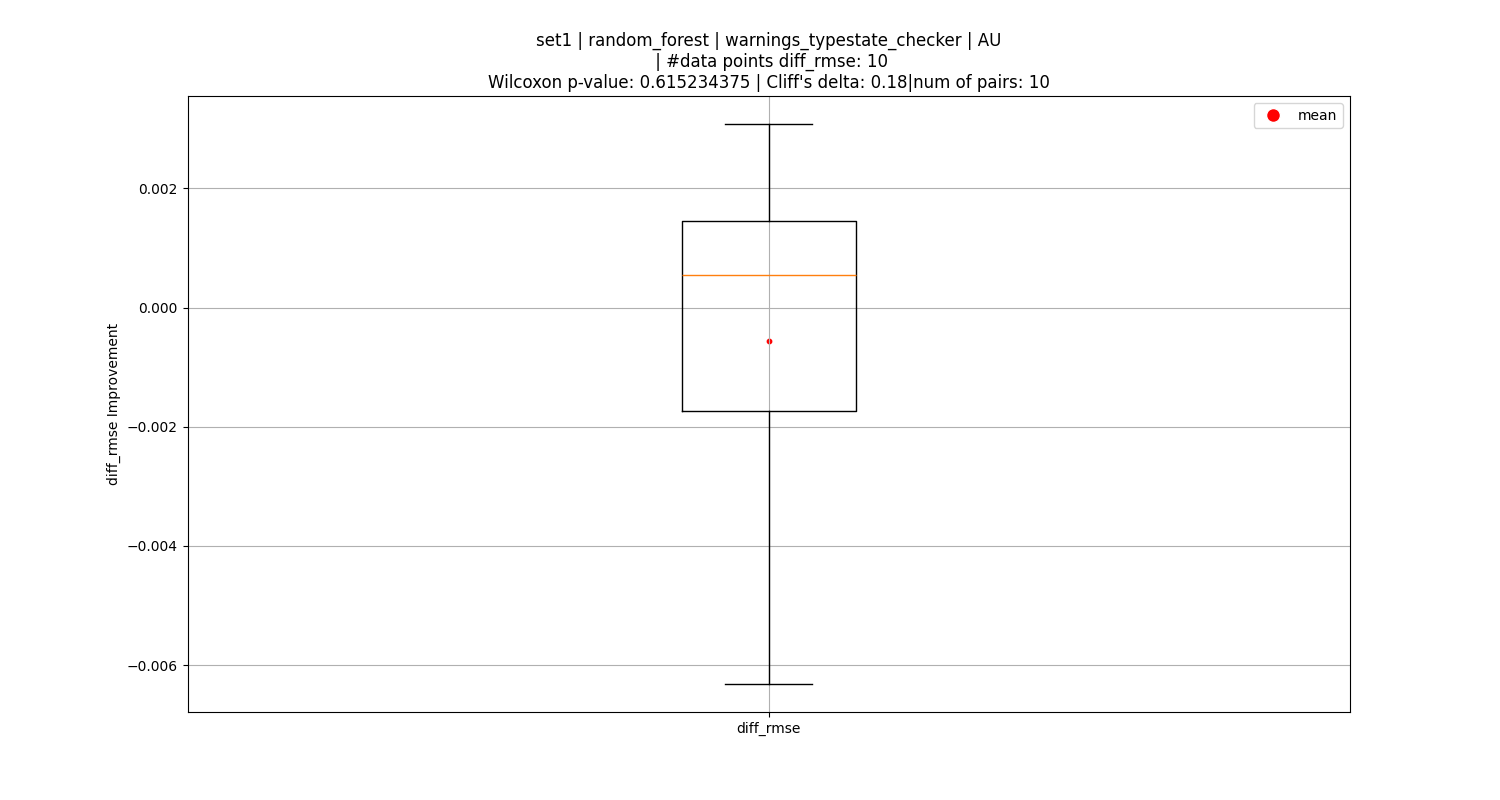 set1 | random_forest | warnings_typestate_checker | AU
| #data points diff_rmse: 10
Wilcoxon p-value: 0.615234375 | Cliff's delta: 0.18|num of pairs: 10
mean
0.002
0.000
−0.002
−0.004
−0.006
diff_rmse Improvement
diff_rmse